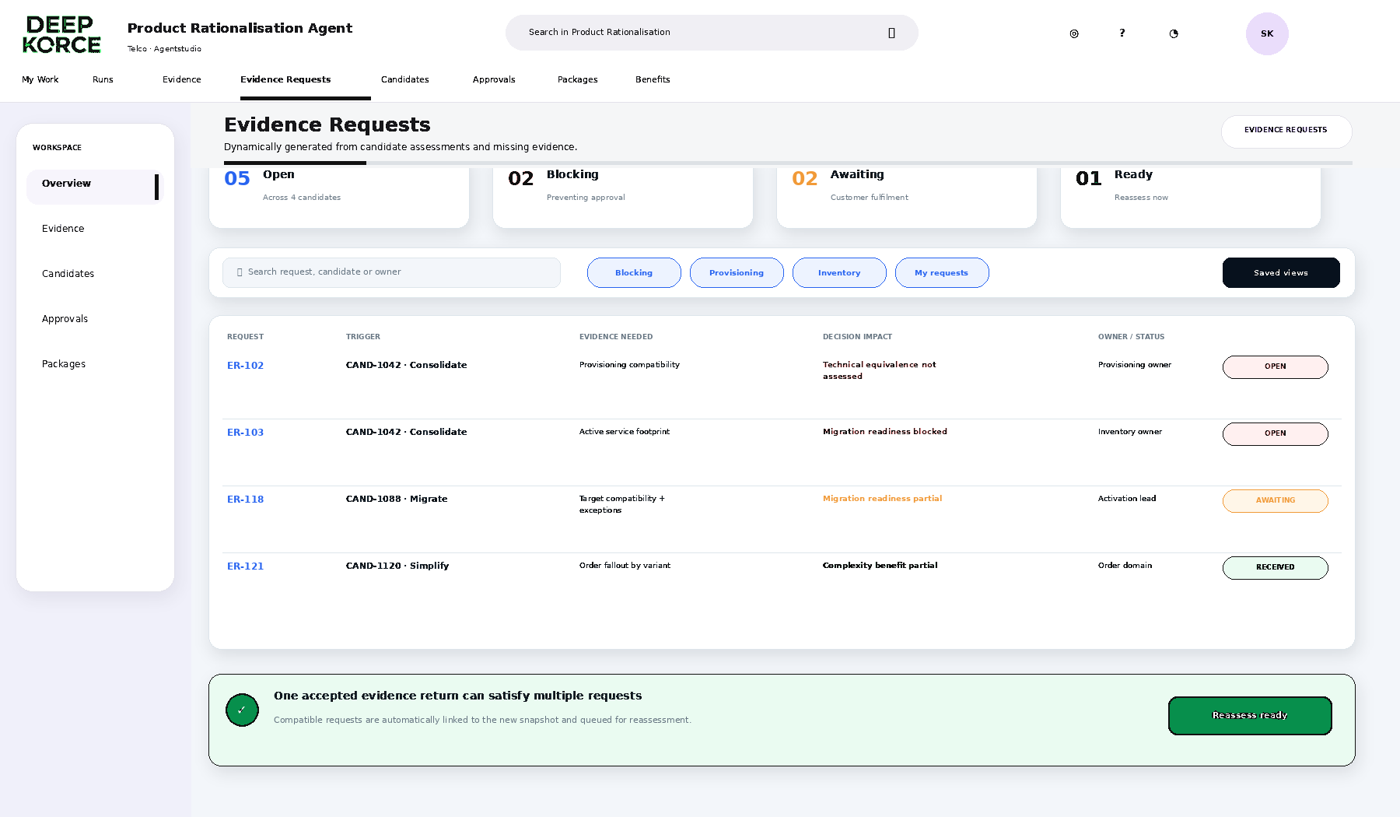 DEEP
KORCE
Product Rationalisation Agent
Telco · Agentstudio
Search in Product Rationalisation
?
SK
My Work
Runs
Evidence
Evidence Requests
Candidates
Approvals
Packages
Benefits
WORKSPACE
Overview
Evidence
Candidates
Approvals
Packages
Evidence Requests
Dynamically generated from candidate assessments and missing evidence.
EVIDENCE REQUESTS
05 Open
Across 4 candidates
02 Blocking
Preventing approval
02 Awaiting
Customer fulfilment
01 Ready
Reassess now
Search request, candidate or owner
Blocking
Provisioning
Inventory
My requests
Saved views
REQUEST TRIGGER EVIDENCE NEEDED DECISION IMPACT OWNER / STATUS
ER-102 CAND-1042 · Consolidate Provisioning compatibility Technical equivalence not Provisioning owner OPEN
assessed
ER-103 CAND-1042 · Consolidate Active service footprint Migration readiness blocked Inventory owner OPEN
ER-118 CAND-1088 · Migrate Target compatibility + Migration readiness partial Activation lead AWAITING
exceptions
ER-121 CAND-1120 · Simplify Order fallout by variant Complexity benefit partial Order domain RECEIVED
One accepted evidence return can satisfy multiple requests
Compatible requests are automatically linked to the new snapshot and queued for reassessment.
Reassess ready